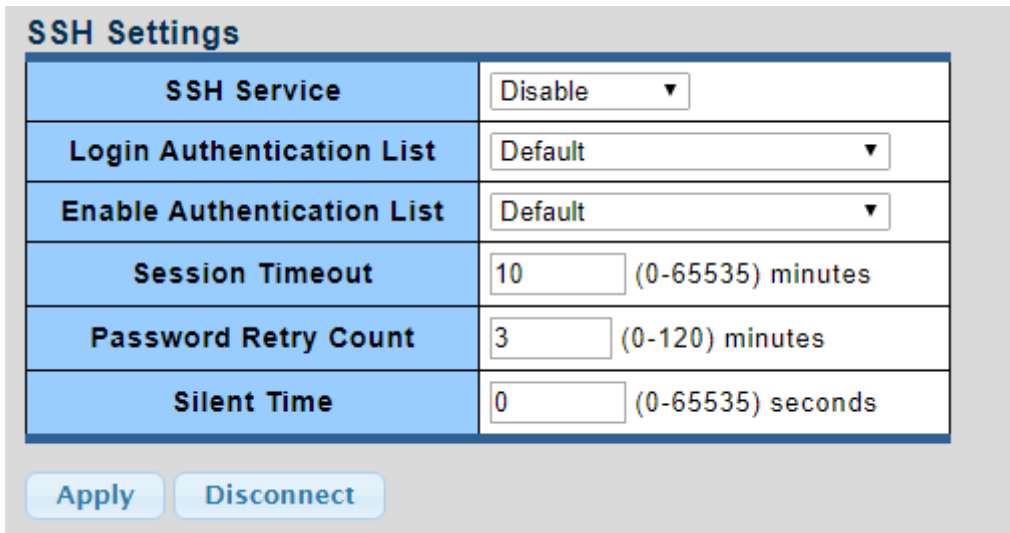 SSH Settings
SSH Service Disable
Login Authentication List Default
Enable Authentication List Default
Session Timeout 10 (0-65535) minutes
Password Retry Count 3 (0-120) minutes
Silent Time 0 (0-65535) seconds
Apply Disconnect